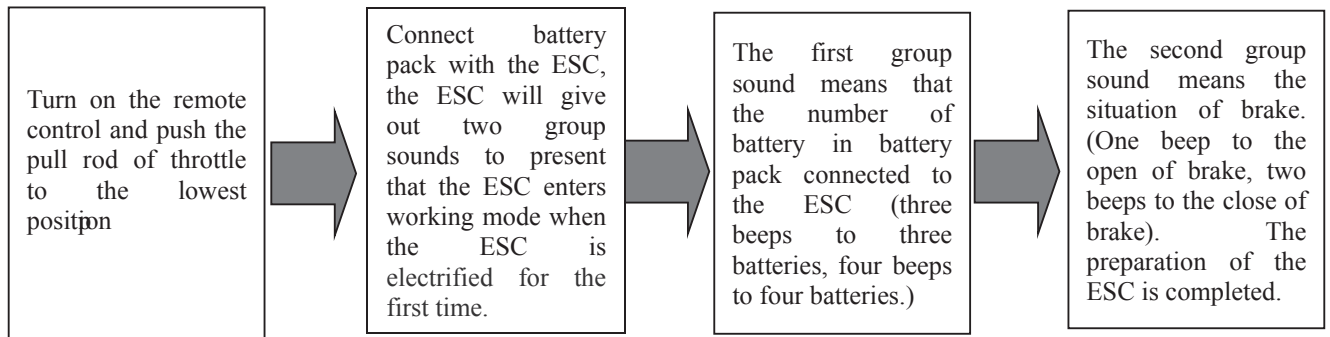 Turn on the remote
control and push the
pull rod of throttle
to the lowest
position
Connect battery
pack with the ESC,
the ESC will give
out two group
sounds to present
that the ESC enters
working mode when
the ESC is
electrified for the
first time.
The first group
sound means that
the number of
battery in battery
pack connected to
the ESC (three
beeps to three
batteries, four beeps
to four batteries.)
The second group
sound means the
situation of brake.
(One beep to the
open of brake, two
beeps to the close of
brake). The
preparation of the
ESC is completed.